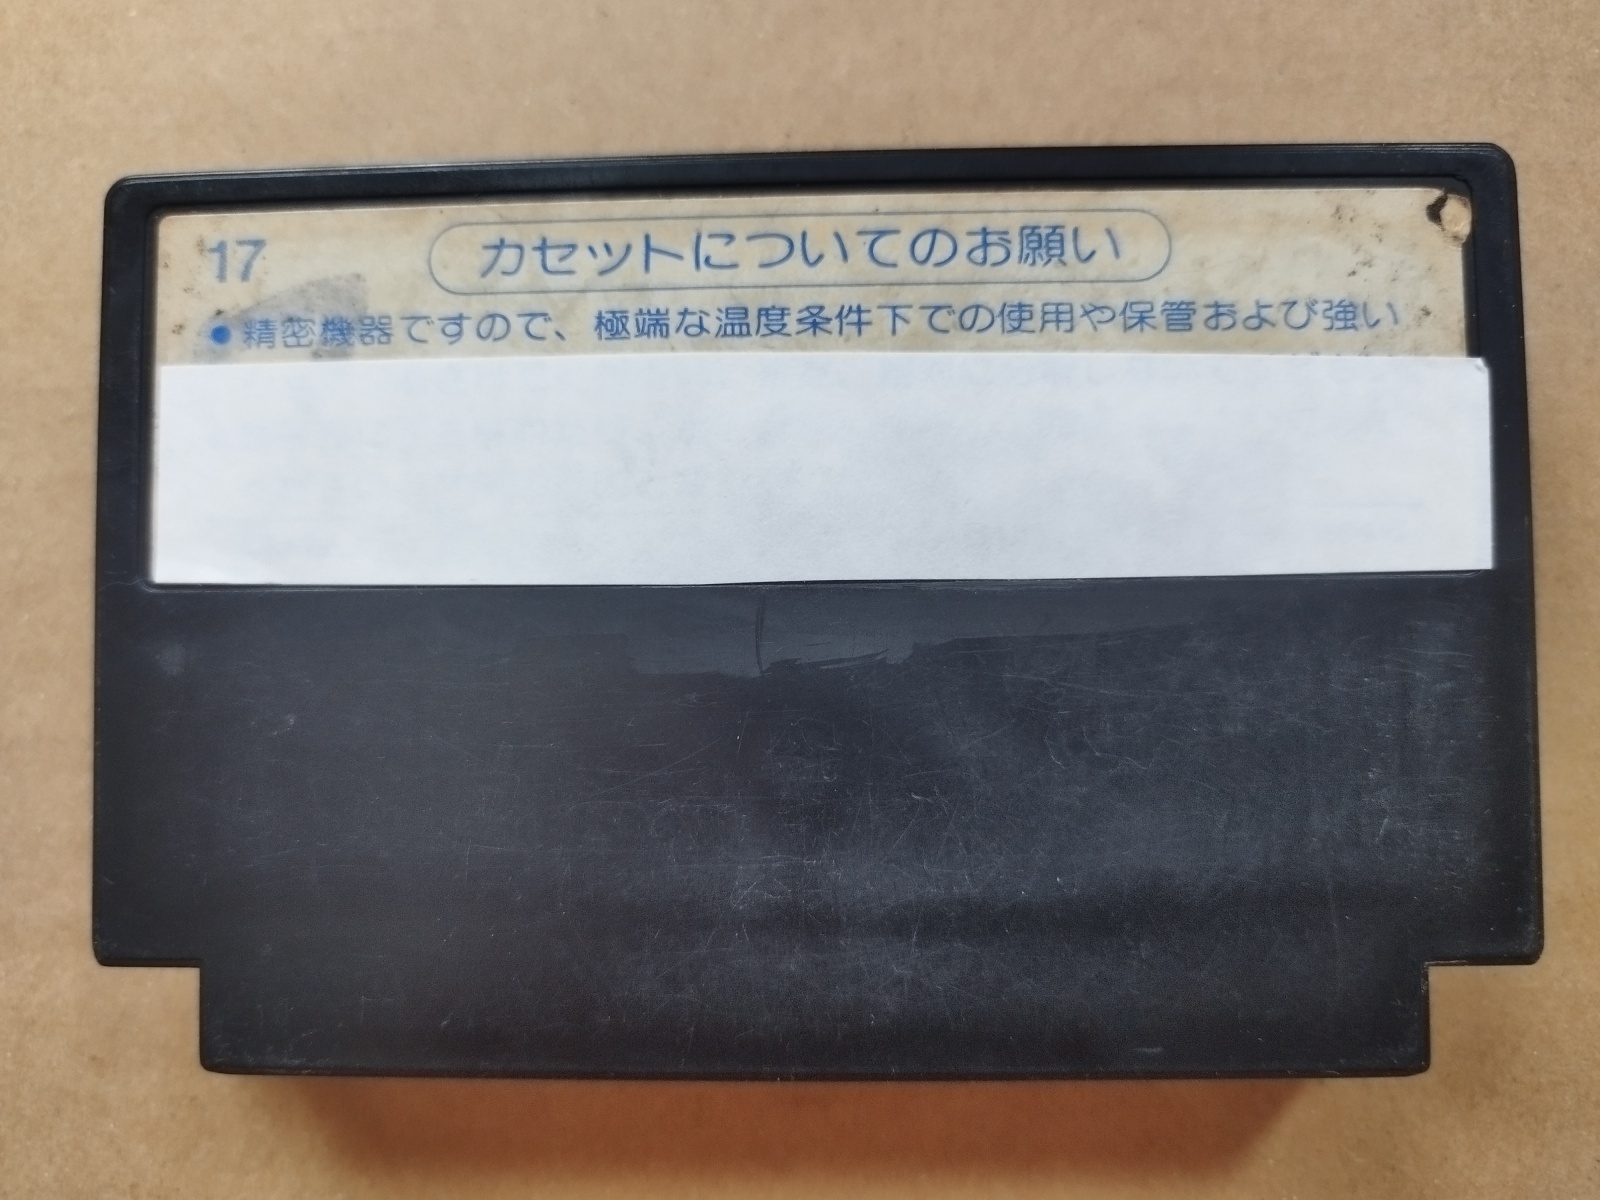 17
カセットについてのお願い
●精密機器ですので、極端な温度条件下での使用や保管および強い